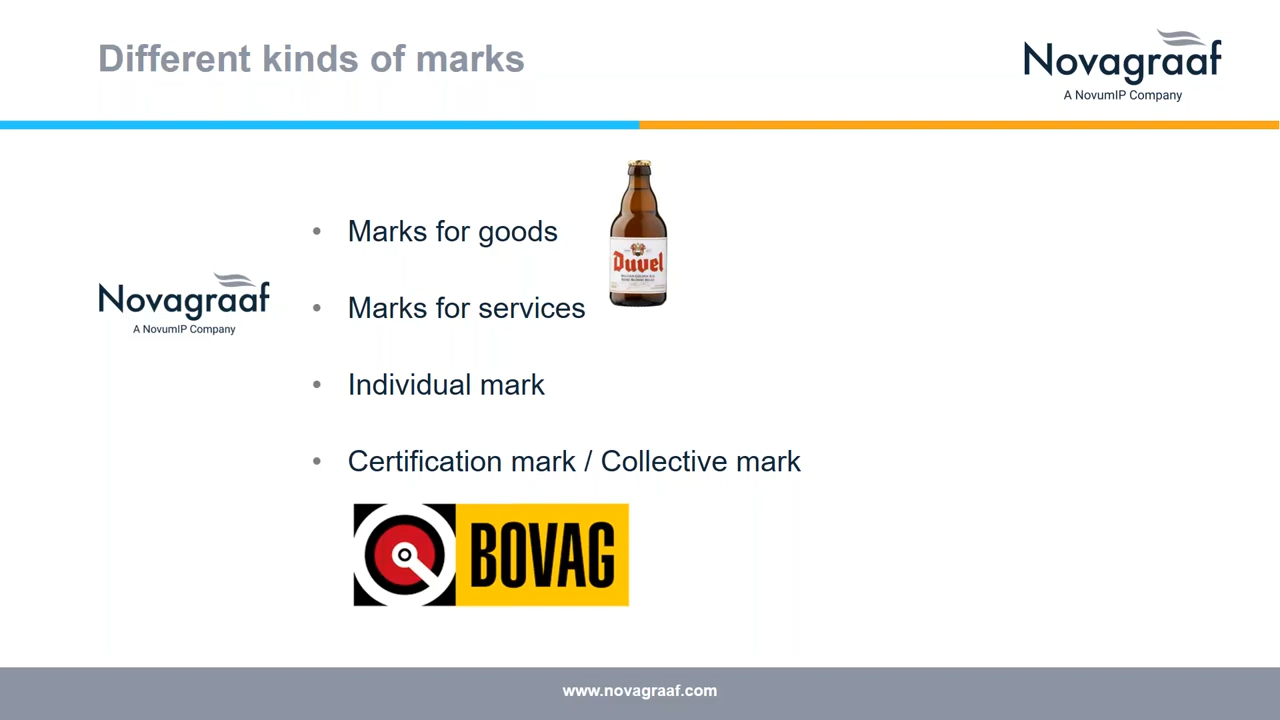 Different kinds of marks
Novagraaf
A NovumIP Company
• Marks for goods
Duvel
Novagraaf
A NovumIP Company
• Marks for services
• Individual mark
• Certification mark / Collective mark
BOVAG
www.novagraaf.com